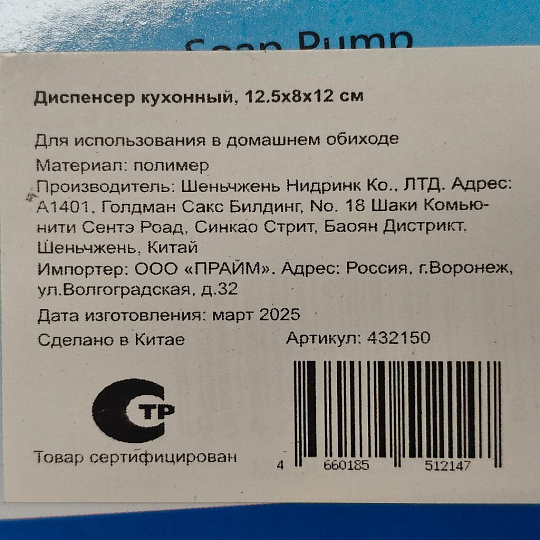 Soap Pump
Диспенсер кухонный, 12.5х8х12 см
Для использования в домашнем обиходе
Материал: полимер
Производитель: Шеньчжень Нидринк Ко., ЛТД. Адрес:
А1401, Голдман Сакс Билдинг, No. 18 Шаки Комью-
нити Сентэ Роад, Синкао Стрит, Баоян Дистрикт,
Шеньчжень, Китай
Импортер: ООО «ПРАЙМ». Адрес: Россия, г.Воронеж,
ул.Волгоградская, д.32
Дата изготовления: март 2025
Сделано в Китае Артикул: 432150
СТР
Товар сертифицирован
4 660185 512147